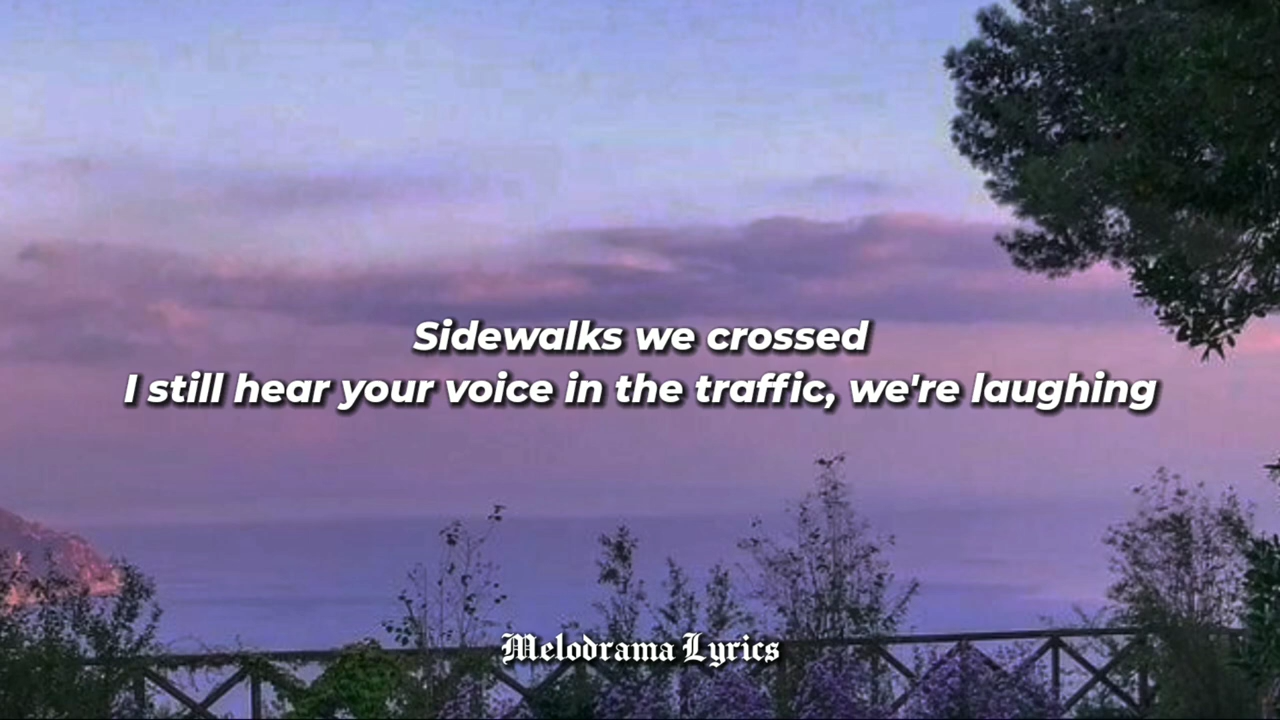 Sidewalks we crossed
I still hear your voice in the traffic, we're laughing
Melodrama Lyrics